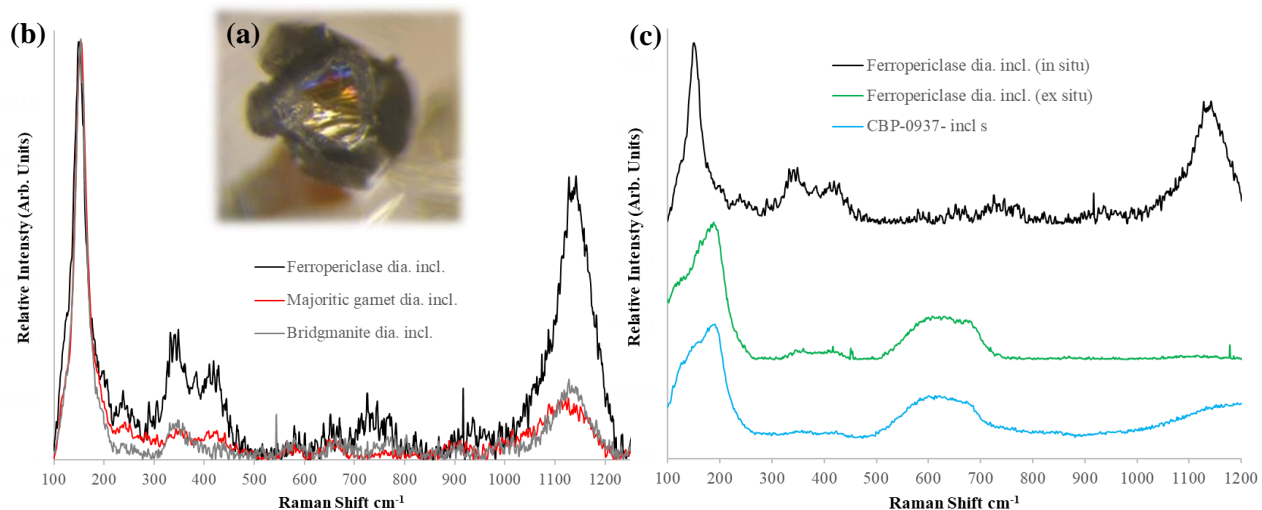 (b)
(a)
Relative Intensty (Arb. Units)
Ferropericlase dia. incl.
Majoritic garnet dia. incl.
Bridgmanite dia. incl.
100 200 300 400 500 600 700 800 900 1000 1100 1200
Raman Shift cm-1
(c)
Relative Intensity (Arb. Units)
Ferropericlase dia. incl. (in situ)
Ferropericlase dia. incl. (ex situ)
CBP-0937- incl s
100 200 300 400 500 600 700 800 900 1000 1100 1200
Raman Shift cm-1